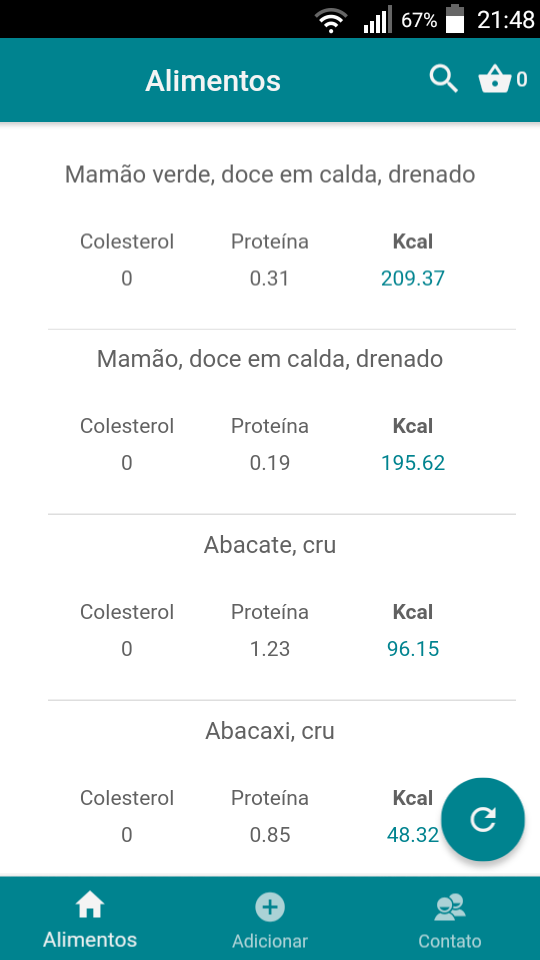 67% 21:48
Alimentos 0
Mamão verde, doce em calda, drenado
Colesterol Proteína Kcal
0 0.31 209.37
Mamão, doce em calda, drenado
Colesterol Proteína Kcal
0 0.19 195.62
Abacate, cru
Colesterol Proteína Kcal
0 1.23 96.15
Abacaxi, cru
Colesterol Proteína Kcal
0 0.85 48.32
Alimentos Adicionar Contato